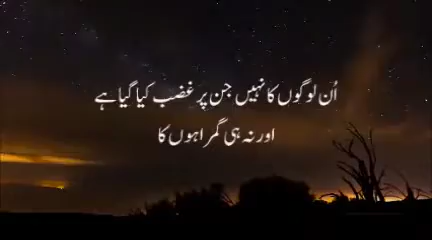 اُن لوگوں کا نہیں جن پر غضب کیا گیا ہے
اور نہ ہی گمراہوں کا